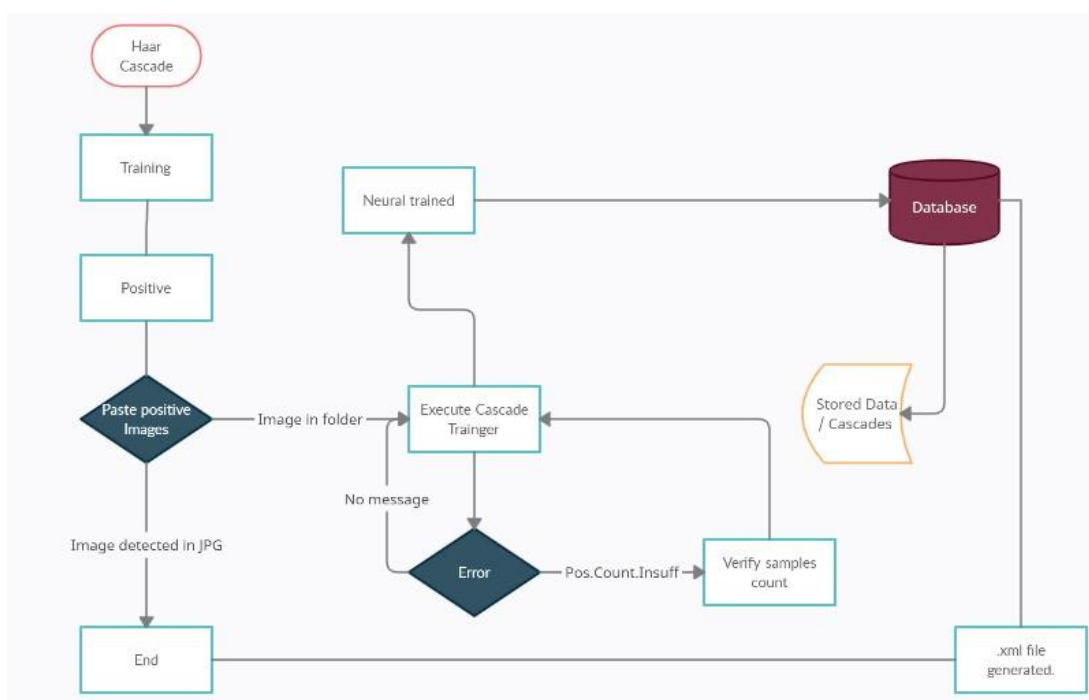 Haar
Cascade
Training
Positive
Paste positive
Images
Image in folder
Image detected in JPG
End
Neural trained
Execute Cascade
Trainger
No message
Error
Pos.Count.Insuff
Verify samples
count
Database
Stored Data
/ Cascades
.xml file
generated.